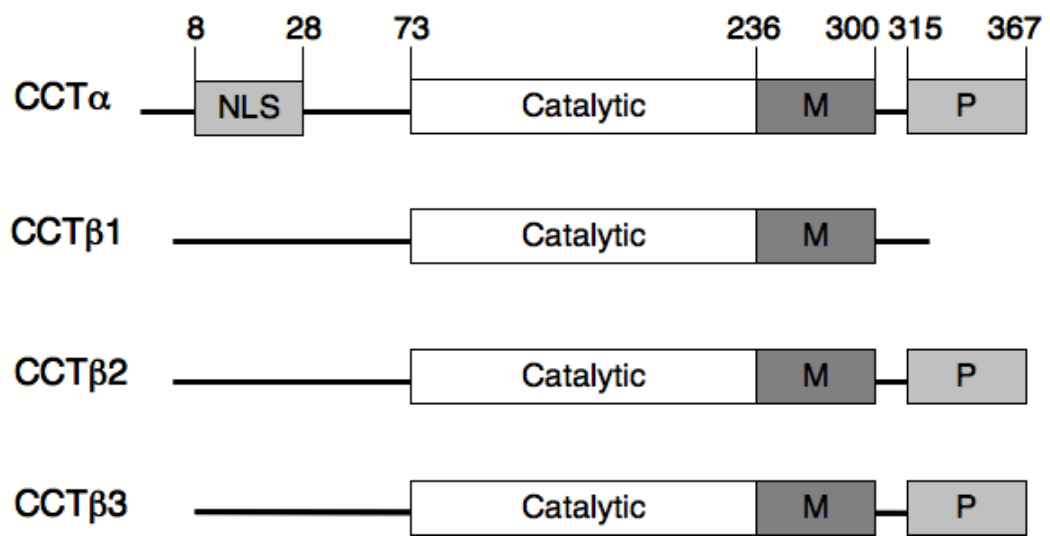 8 28 73 236 300 315 367
CCTα NLS Catalytic M P
CCTβ1 Catalytic M
CCTβ2 Catalytic M P
CCTβ3 Catalytic M P